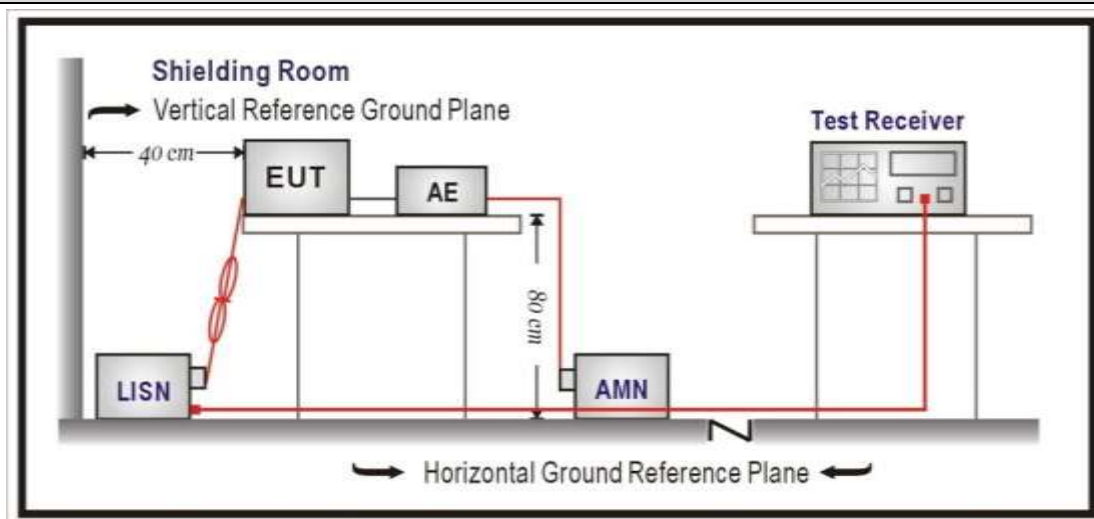 Shielding Room
Vertical Reference Ground Plane
40 cm
EUT
AE
Test Receiver
80 cm
LISN
AMN
Horizontal Ground Reference Plane